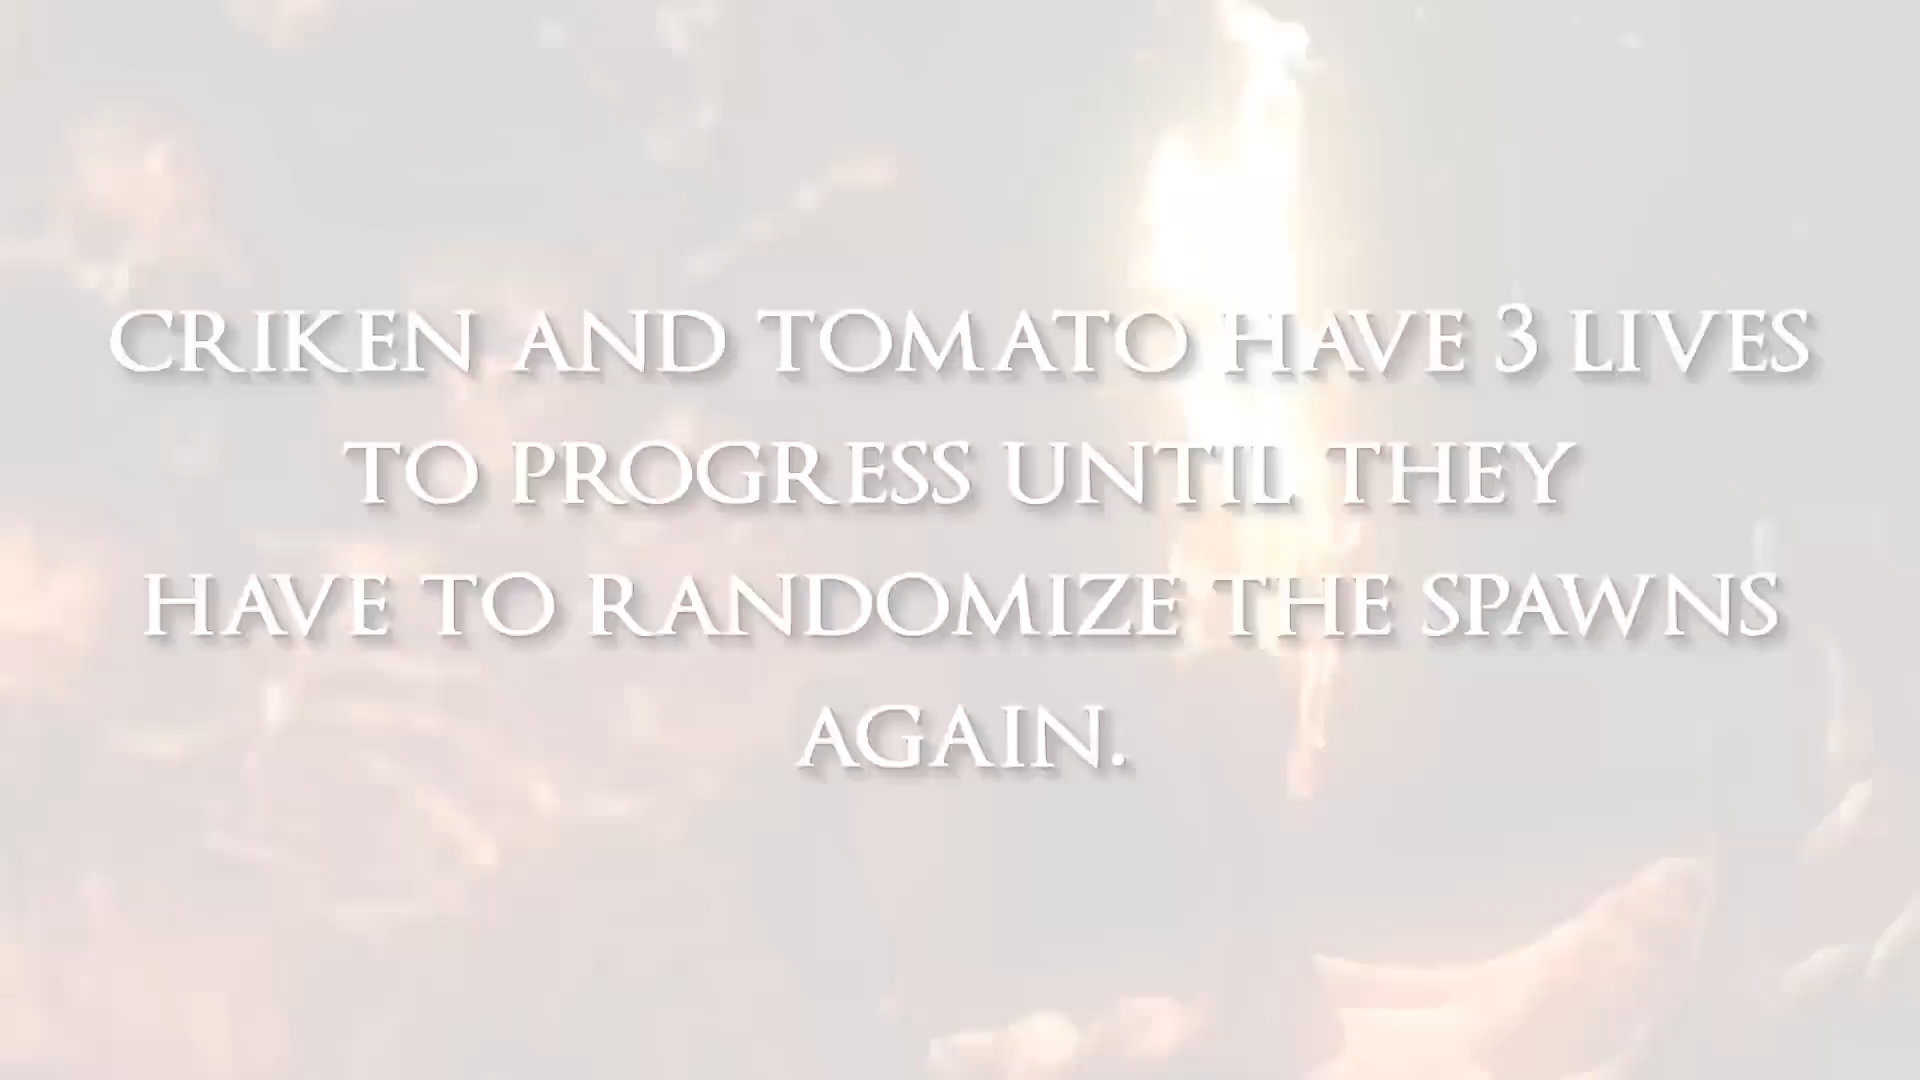 CRIKEN AND TOMATO HAVE 3 LIVES
TO PROGRESS UNTIL THEY
HAVE TO RANDOMIZE THE SPAWNS
AGAIN.